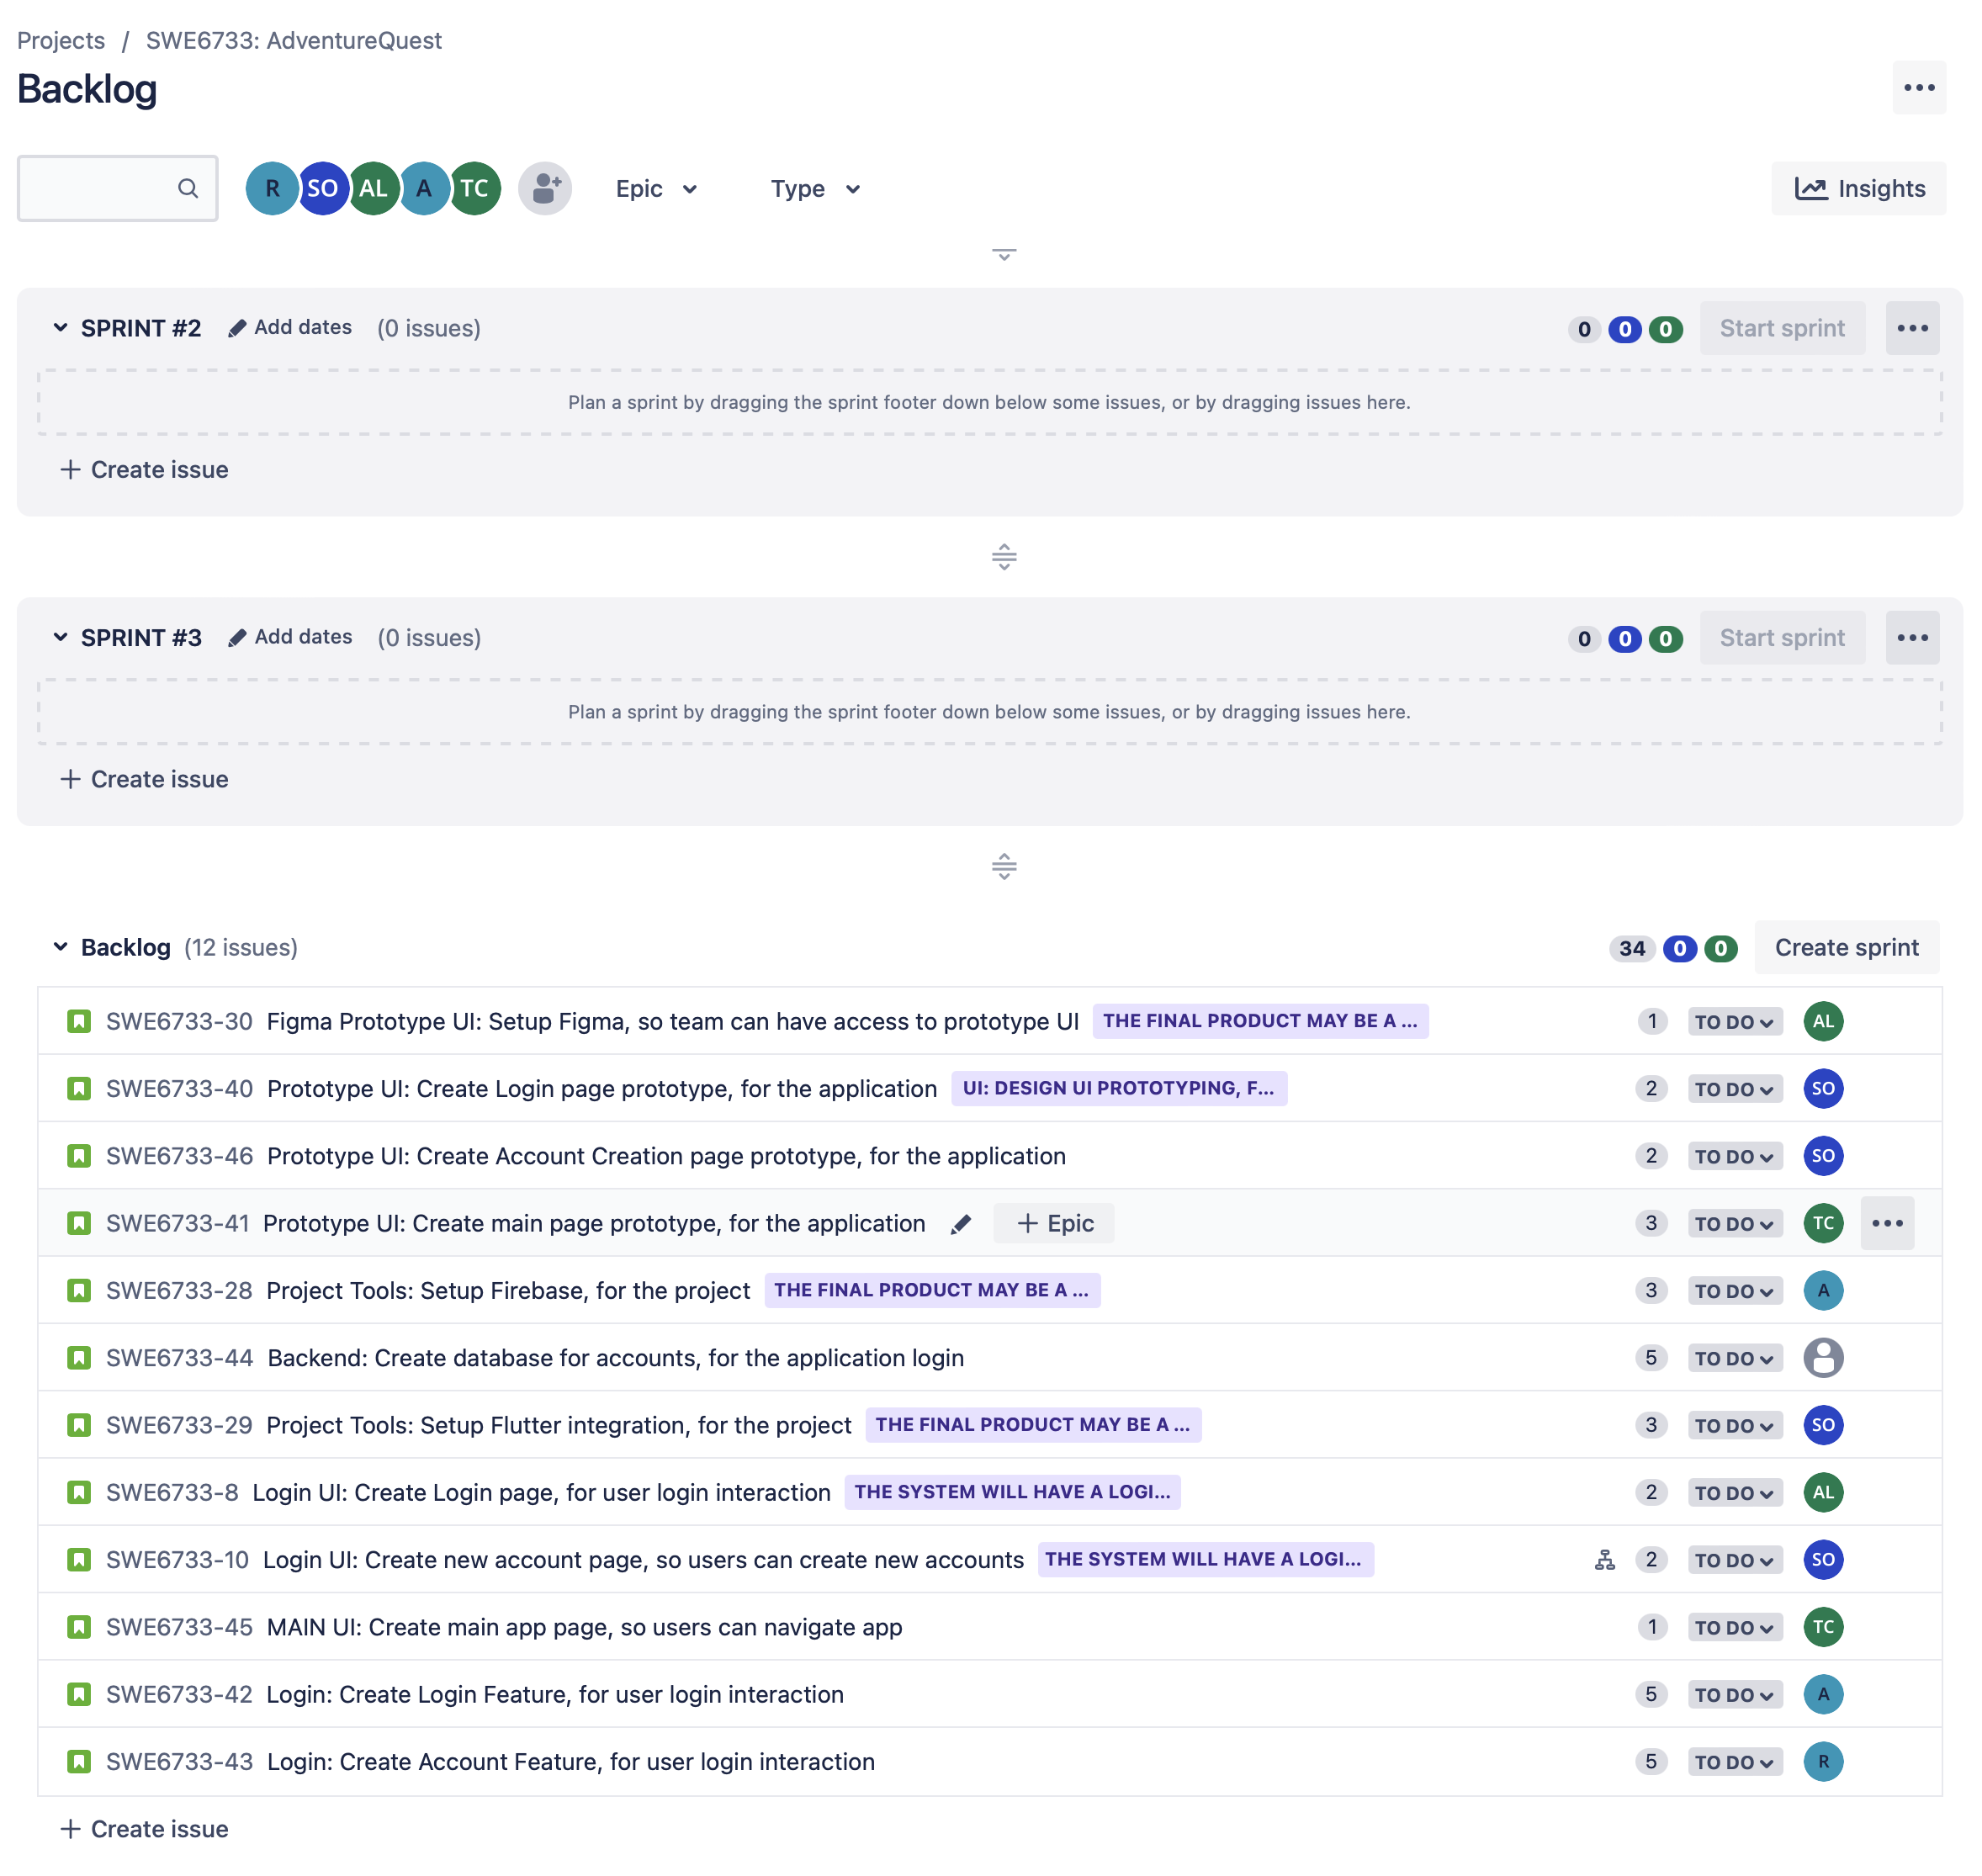 Projects / SWE6733: AdventureQuest
Backlog
R SO AL A TC Epic Type Insights
SPRINT #2 Add dates (0 issues) 0 0 0 Start sprint
Plan a sprint by dragging the sprint footer down below some issues, or by dragging issues here.
+ Create issue
SPRINT #3 Add dates (0 issues) 0 0 0 Start sprint
Plan a sprint by dragging the sprint footer down below some issues, or by dragging issues here.
+ Create issue
Backlog (12 issues) 34 0 0 Create sprint
SWE6733-30 Figma Prototype UI: Setup Figma, so team can have access to prototype UI THE FINAL PRODUCT MAY BE A ... 1 TO DO AL
SWE6733-40 Prototype UI: Create Login page prototype, for the application UI: DESIGN UI PROTOTYPING, F... 2 TO DO SO
SWE6733-46 Prototype UI: Create Account Creation page prototype, for the application 2 TO DO SO
SWE6733-41 Prototype UI: Create main page prototype, for the application + Epic 3 TO DO TC
SWE6733-28 Project Tools: Setup Firebase, for the project THE FINAL PRODUCT MAY BE A ... 3 TO DO A
SWE6733-44 Backend: Create database for accounts, for the application login 5 TO DO
SWE6733-29 Project Tools: Setup Flutter integration, for the project THE FINAL PRODUCT MAY BE A ... 3 TO DO SO
SWE6733-8 Login UI: Create Login page, for user login interaction THE SYSTEM WILL HAVE A LOGI... 2 TO DO AL
SWE6733-10 Login UI: Create new account page, so users can create new accounts THE SYSTEM WILL HAVE A LOGI... 2 TO DO SO
SWE6733-45 MAIN UI: Create main app page, so users can navigate app 1 TO DO TC
SWE6733-42 Login: Create Login Feature, for user login interaction 5 TO DO A
SWE6733-43 Login: Create Account Feature, for user login interaction 5 TO DO R
+ Create issue